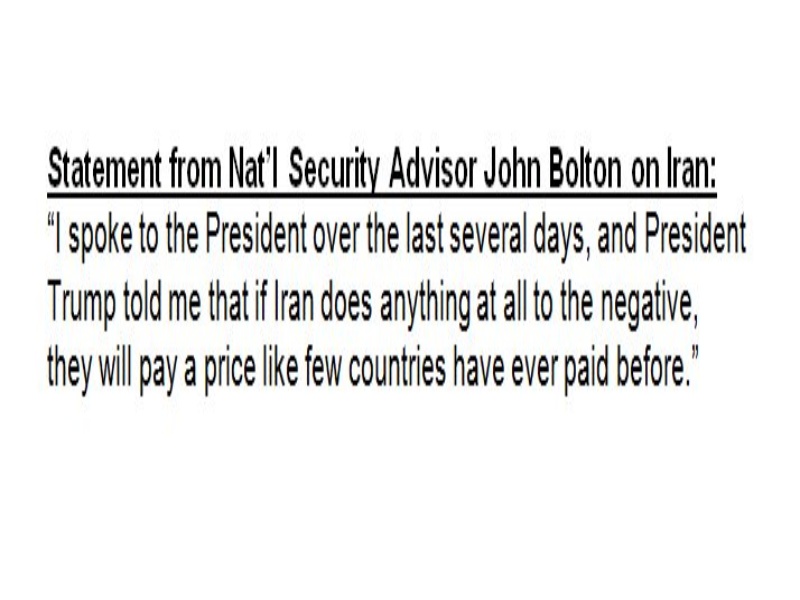 Statement from Nat’l Security Advisor John Bolton on Iran:
“I spoke to the President over the last several days, and President
Trump told me that if Iran does anything at all to the negative,
they will pay a price like few countries have ever paid before.”